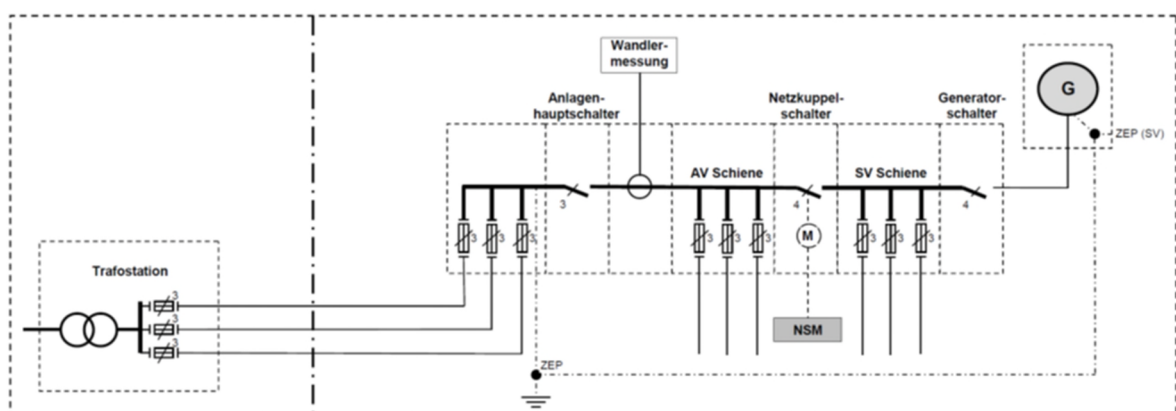 Wandler-
messung
G
Anlagen-
hauptschalter
Netzkuppel-
schalter
Generator-
schalter
ZEP (SV)
AV Schiene
SV Schiene
3
4
4
3
3
3
3
3
3
3
3
3
M
Trafostation
3
3
3
NSM
ZEP